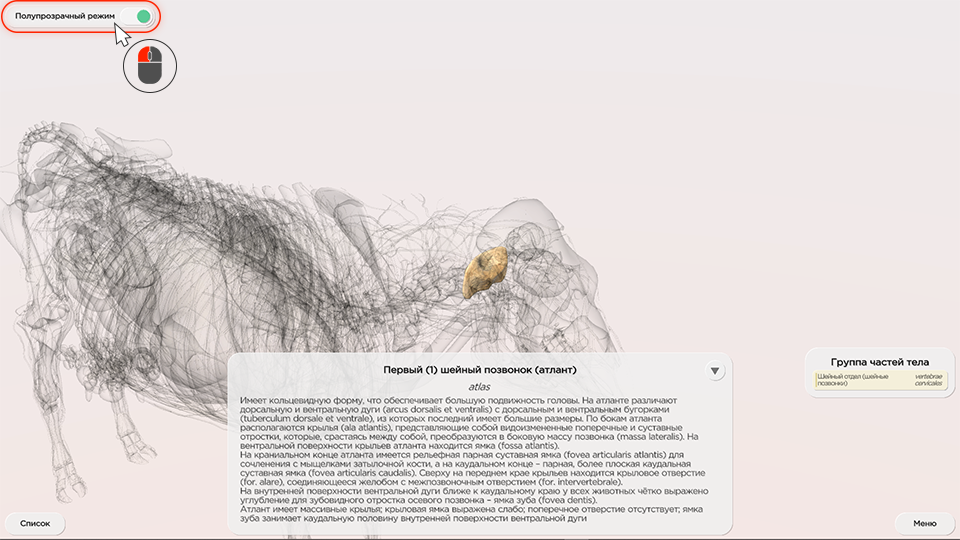 Полупрозрачный режим
Первый (1) шейный позвонок (атлант)
atlas
Имеет кольцевидную форму, что обеспечивает большую подвижность головы. На атланте различают
дорсальную и вентральную дуги (arcus dorsalis et ventralis) с дорсальным и вентральным бугорками
(tuberculum dorsale et ventrale), из которых последний имеет большие размеры. По бокам атланта
располагаются крылья (ala atlantis), представляющие собой видоизмененные поперечные и суставные
отростки, которые, срастаясь между собой, преобразуются в боковую массу позвонка (massa lateralis). На
вентральной поверхности крыльев атланта находится ямка (fossa atlantis).
На краниальном конце атланта имеется рельефная парная суставная ямка (fovea articularis atlantis) для
сочленения с мыщелками затылочной кости, а на каудальном конце – парная, более плоская каудальная
суставная ямка (fovea articularis caudalis). Сверху на переднем крае крыльев находится крыловое отверстие
(for. alare), соединяющееся желобом с межпозвоночным отверстием (for. intervertebrale).
На внутренней поверхности вентральной дуги ближе к каудальному краю у всех животных чётко выражено
углубление для зубовидного отростка осевого позвонка – ямка зуба (fovea dentis).
Атлант имеет массивные крылья; крыловая ямка выражена слабо; поперечное отверстие отсутствует; ямка
зуба занимает каудальную половину внутренней поверхности вентральной дуги
Группа частей тела
Шейный отдел (шейные vertebrae
позвонки) cervicales
Список
Меню